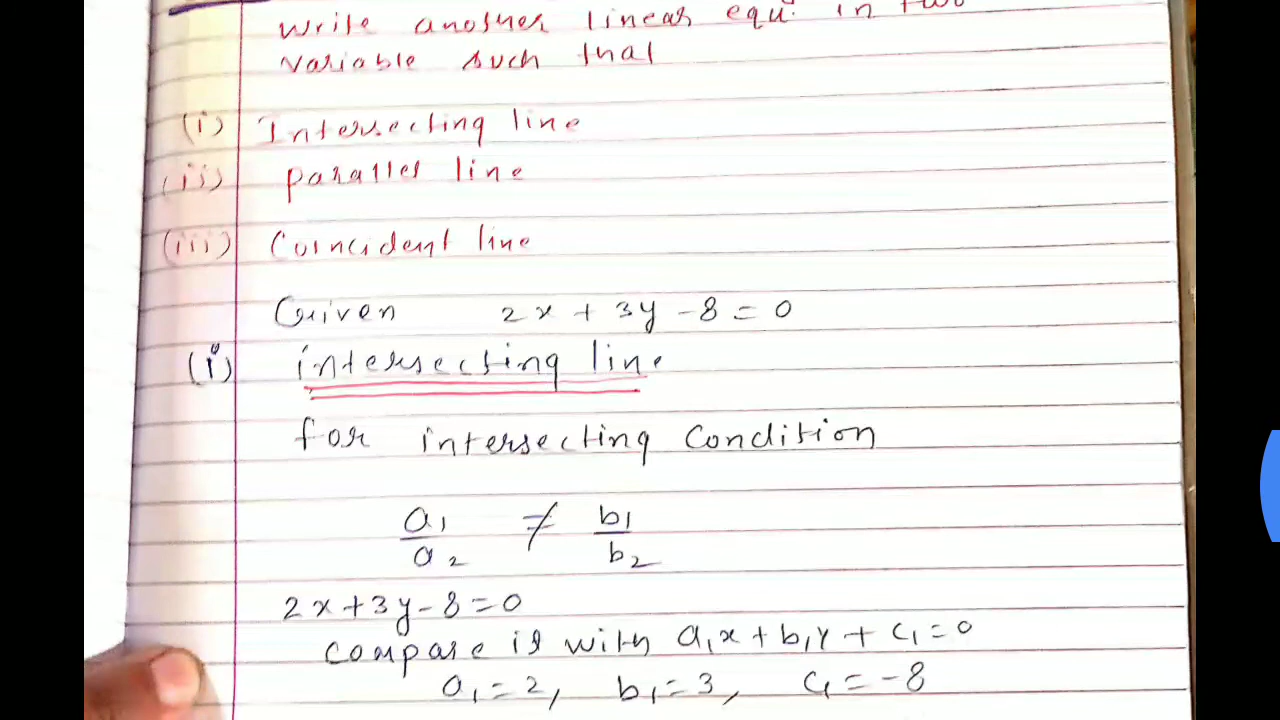 Write another linear equn. in two
variable such that
(i) Intersecting line
(ii) parallel line
(iii) Coincident line
Given 2x + 3y - 8 = 0
(i) intersecting line
for intersecting Condition
a₁/a₂ ≠ b₁/b₂
2x + 3y - 8 = 0
compare it with a₁x + b₁y + c₁ = 0
a₁ = 2, b₁ = 3, c₁ = -8